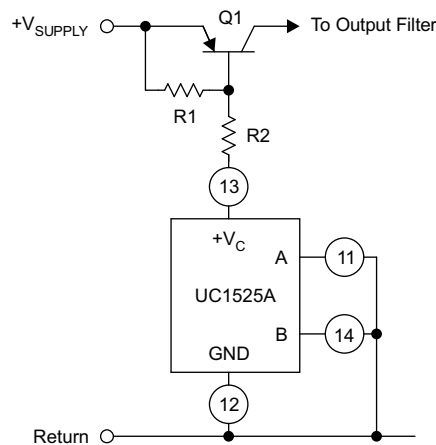 Q1
+VSUPPLY
To Output Filter
R1
R2
13
+VC
A
11
UC1525A
B
14
GND
12
Return